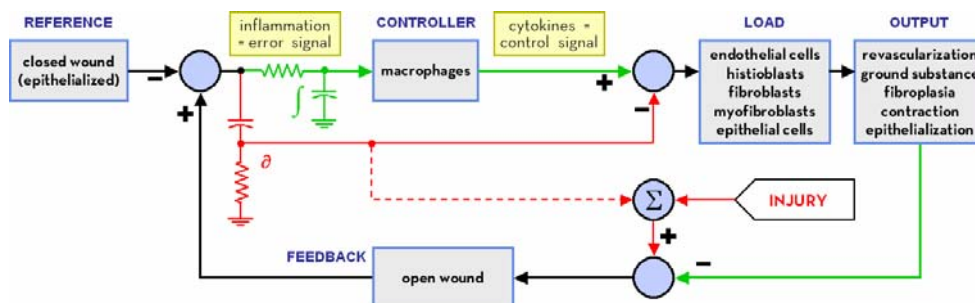 REFERENCE
inflammation
= error signal
CONTROLLER
cytokines =
control signal
LOAD
OUTPUT
closed wound
(epithelialized)
macrophages
endothelial cells
histioblasts
fibroblasts
myofibroblasts
epithelial cells
revascularization
ground substance
fibroplasia
contraction
epithelialization
−
+
∫
+
−
∂
Σ
INJURY
+
−
FEEDBACK
open wound